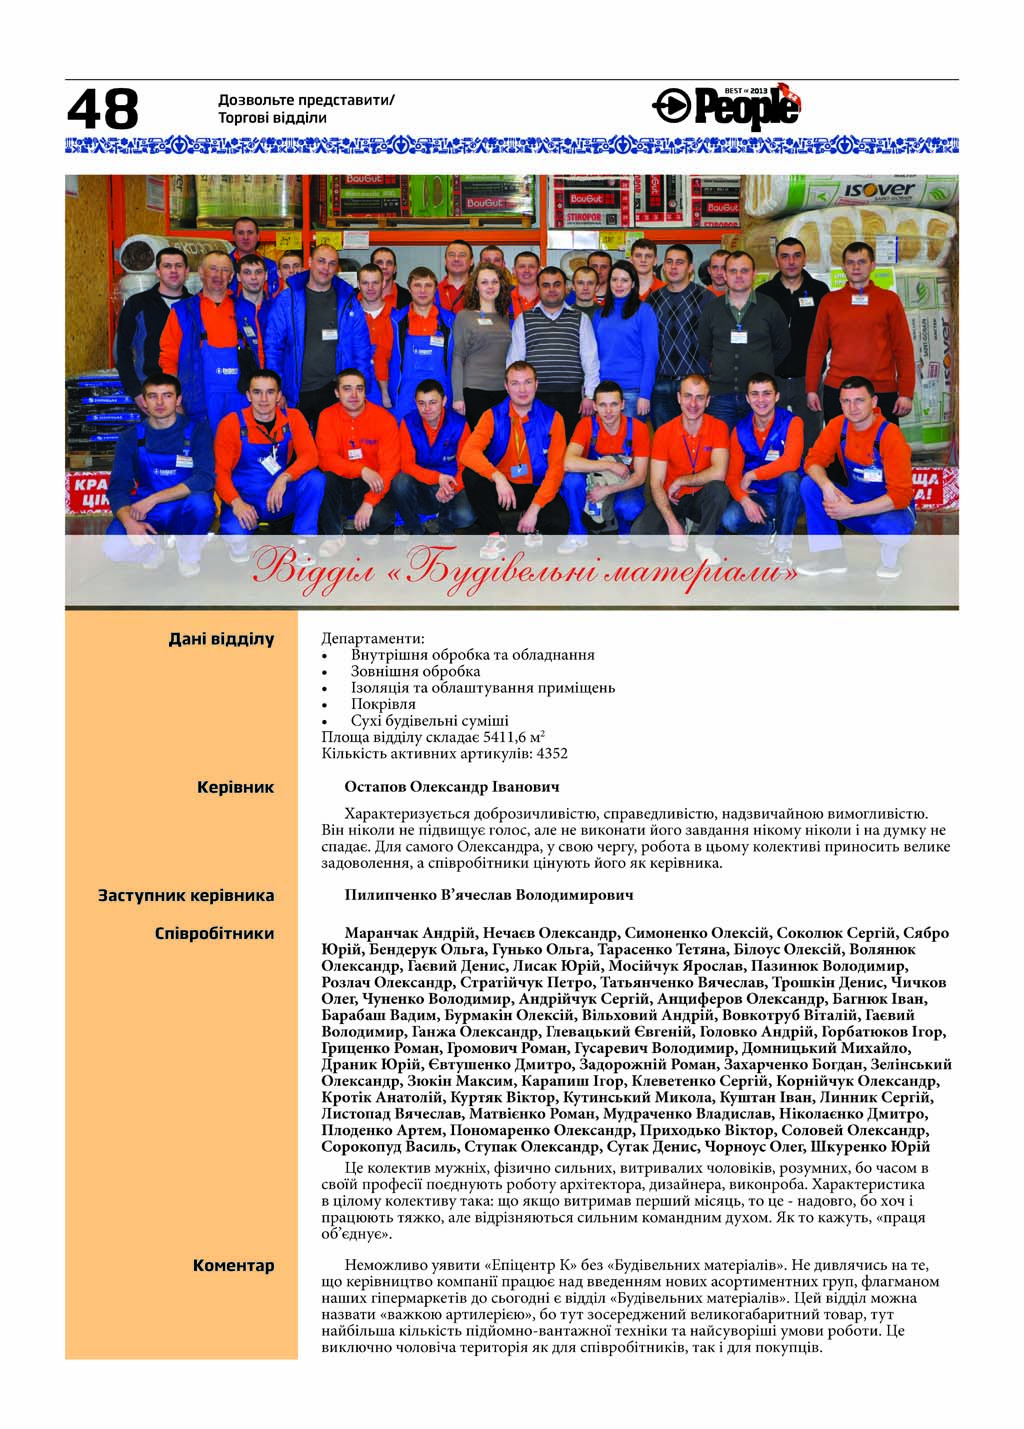 48
Дозвольте представити/
Торгові відділи
BEST OF 2013
People
ISOVER
SAINT-GOBAIN
BauGut
BauGut
BauGut
BauGut
STIROPOR
STIROPOR
КРА
ЦІН
ЩА
А!
Відділ «Будівельні матеріали»
Дані відділу
Департаменти:
• Внутрішня обробка та обладнання
• Зовнішня обробка
• Ізоляція та облаштування приміщень
• Покрівля
• Сухі будівельні суміші
Площа відділу складає 5411,6 м²
Кількість активних артикулів: 4352
Керівник
Остапов Олександр Іванович
Характеризується доброзичливістю, справедливістю, надзвичайною вимогливістю.
Він ніколи не підвищує голос, але не виконати його завдання нікому ніколи і на думку не
спадає. Для самого Олександра, у свою чергу, робота в цьому колективі приносить велике
задоволення, а співробітники цінують його як керівника.
Заступник керівника
Пилипченко В’ячеслав Володимирович
Співробітники
Маранчак Андрій, Нечаєв Олександр, Симоненко Олексій, Соколюк Сергій, Сябро
Юрій, Бендерук Ольга, Гунько Ольга, Тарасенко Тетяна, Білоус Олексій, Волянюк
Олександр, Гаєвий Денис, Лисак Юрій, Мосійчук Ярослав, Пазинюк Володимир,
Розлач Олександр, Стратійчук Петро, Татьянченко Вячеслав, Трошкін Денис, Чичков
Олег, Чуненко Володимир, Андрійчук Сергій, Анциферов Олександр, Багнюк Іван,
Барабаш Вадим, Бурмакін Олексій, Вільховий Андрій, Вовкотруб Віталій, Гаєвий
Володимир, Ганжа Олександр, Глевацький Євгеній, Головко Андрій, Горбатюков Ігор,
Гриценко Роман, Громович Роман, Гусаревич Володимир, Домницький Михайло,
Драник Юрій, Євтушенко Дмитро, Задорожній Роман, Захарченко Богдан, Зелінський
Олександр, Зюкін Максим, Карапиш Ігор, Клеветенко Сергій, Корнійчук Олександр,
Кротік Анатолій, Куртяк Віктор, Кутинський Микола, Куштан Іван, Линник Сергій,
Листопад Вячеслав, Матвієнко Роман, Мудраченко Владислав, Ніколаєнко Дмитро,
Плоденко Артем, Пономаренко Олександр, Приходько Віктор, Соловей Олександр,
Сорокопуд Василь, Ступак Олександр, Сугак Денис, Чорноус Олег, Шкуренко Юрій
Це колектив мужніх, фізично сильних, витривалих чоловіків, розумних, бо часом в
своїй професії поєднують роботу архітектора, дизайнера, виконроба. Характеристика
в цілому колективу така: що якщо витримав перший місяць, то це - надовго, бо хоч і
працюють тяжко, але відрізняються сильним командним духом. Як то кажуть, «праця
об’єднує».
Коментар
Неможливо уявити «Епіцентр К» без «Будівельних матеріалів». Не дивлячись на те,
що керівництво компанії працює над введенням нових асортиментних груп, флагманом
наших гіпермаркетів до сьогодні є відділ «Будівельних матеріалів». Цей відділ можна
назвати «важкою артилерією», бо тут зосереджений великогабаритний товар, тут
найбільша кількість підйомно-вантажної техніки та найсуворіші умови роботи. Це
виключно чоловіча територія як для співробітників, так і для покупців.